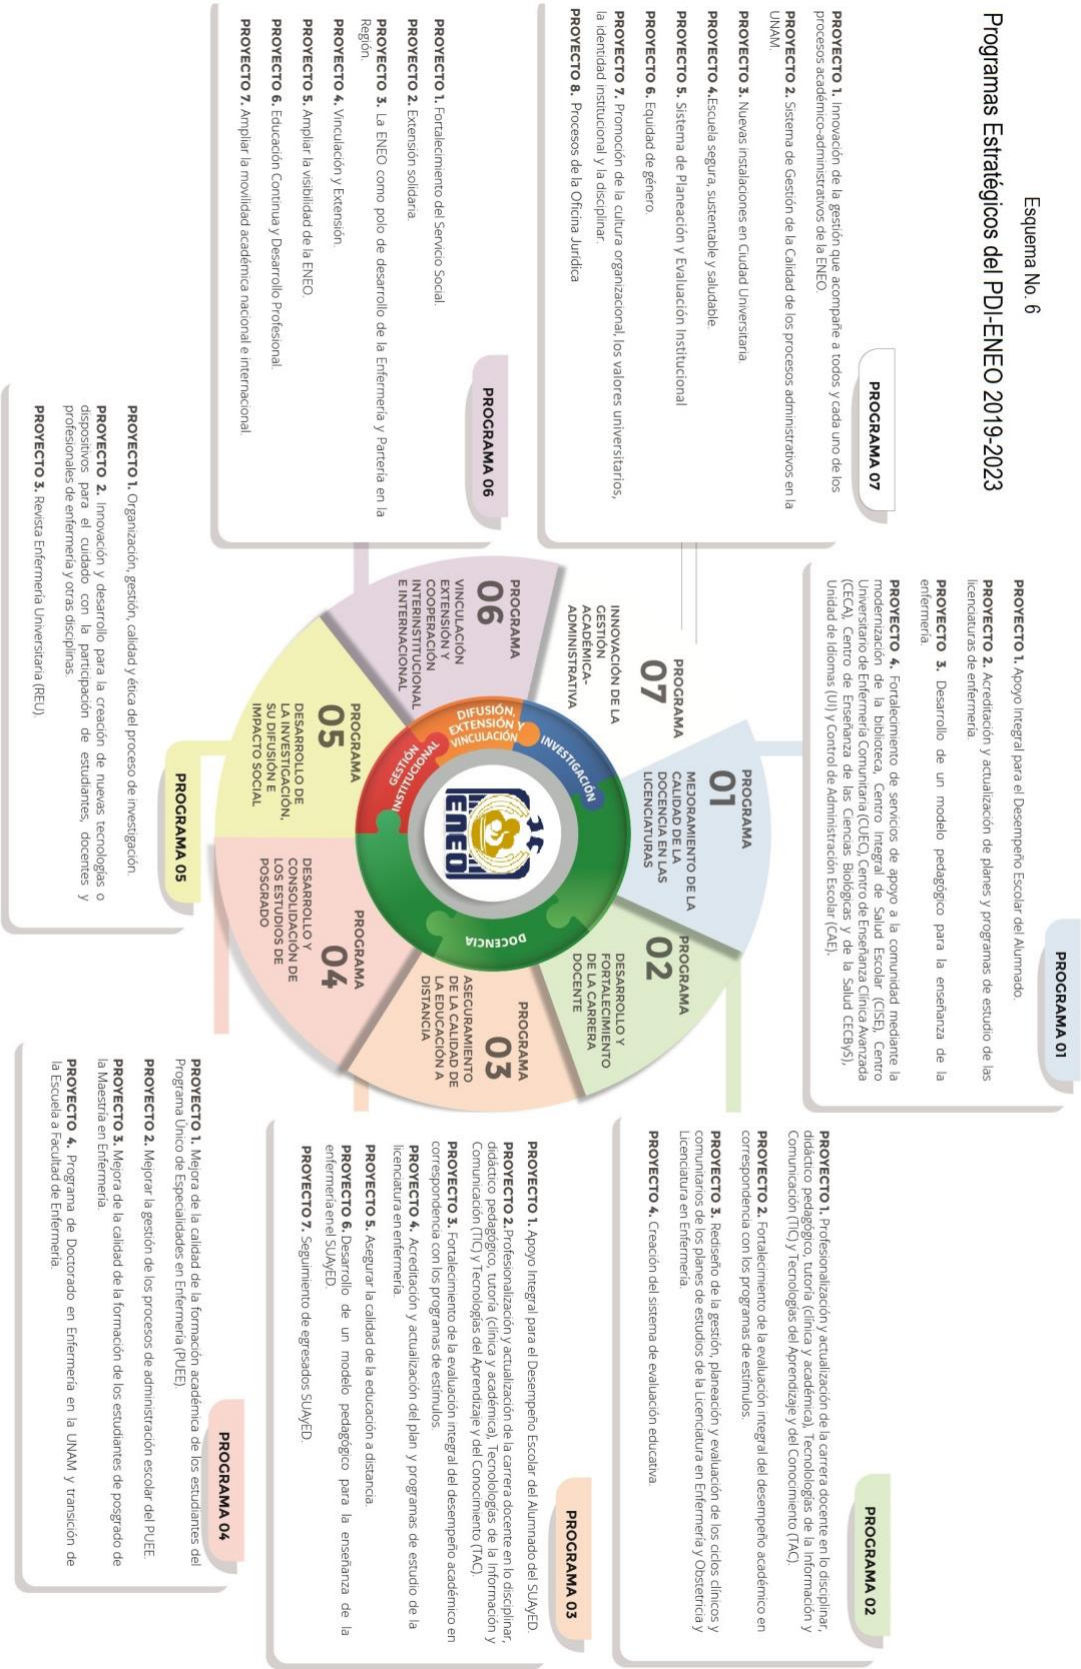 Esquema No. 6
Programas Estratégicos del PDI-ENEO 2019-2023
PROGRAMA 07
PROYECTO 1. Innovación de la gestión que acompañe a todos y cada uno de los
procesos académico-administrativos de la ENEO.
PROYECTO 2. Sistema de Gestión de la Calidad de los procesos administrativos en la
UNAM.
PROYECTO 3. Nuevas instalaciones en Ciudad Universitaria.
PROYECTO 4.Escuela segura, sustentable y saludable.
PROYECTO 5. Sistema de Planeación y Evaluación Institucional
PROYECTO 6. Equidad de género.
PROYECTO 7. Promoción de la cultura organizacional, los valores universitarios,
la identidad institucional y la disciplinar.
PROYECTO 8. Procesos de la Oficina Jurídica
PROGRAMA 06
PROYECTO 1. Fortalecimiento del Servicio Social.
PROYECTO 2. Extensión solidaria.
PROYECTO 3. La ENEO como polo de desarrollo de la Enfermería y Partería en la
Región.
PROYECTO 4. Vinculación y Extensión.
PROYECTO 5. Ampliar la visibilidad de la ENEO.
PROYECTO 6. Educación Continua y Desarrollo Profesional.
PROYECTO 7. Ampliar la movilidad académica nacional e internacional.
PROGRAMA 01
PROYECTO 1. Apoyo Integral para el Desempeño Escolar del Alumnado.
PROYECTO 2. Acreditación y actualización de planes y programas de estudio de las
licenciaturas de enfermería.
PROYECTO 3. Desarrollo de un modelo pedagógico para la enseñanza de la
enfermería.
PROYECTO 4. Fortalecimiento de servicios de apoyo a la comunidad mediante la
modernización de la biblioteca, Centro Integral de Salud Escolar (CISE), Centro
Universitario de Enfermería Comunitaria (CUEC), Centro de Enseñanza Clínica Avanzada
(CECA), Centro de Enseñanza de las Ciencias Biológicas y de la Salud CECByS),
Unidad de Idiomas (UI) y Control de Administración Escolar (CAE).
PROGRAMA
07
INNOVACIÓN DE LA
GESTIÓN
ACADÉMICA-
ADMINISTRATIVA
PROGRAMA
01
MEJORAMIENTO DE LA
CALIDAD DE LA
DOCENCIA EN LAS
LICENCIATURAS
PROGRAMA
02
DESARROLLO Y
FORTALECIMIENTO
DE LA CARRERA
DOCENTE
PROGRAMA
03
ASEGURAMIENTO
DE LA CALIDAD DE
LA EDUCACIÓN A
DISTANCIA
PROGRAMA
04
DESARROLLO Y
CONSOLIDACIÓN DE
LOS ESTUDIOS DE
POSGRADO
PROGRAMA
05
DESARROLLO DE
LA INVESTIGACIÓN,
SU DIFUSIÓN E
IMPACTO SOCIAL
PROGRAMA
06
VINCULACIÓN
EXTENSIÓN Y
COOPERACIÓN
INTERINSTITUCIONAL
E INTERNACIONAL
INVESTIGACIÓN
DIFUSIÓN,
EXTENSIÓN Y
VINCULACIÓN
GESTIÓN
INSTITUCIONAL
DOCENCIA
ENEO
PROGRAMA 05
PROYECTO 1. Organización, gestión, calidad y ética del proceso de investigación.
PROYECTO 2. Innovación y desarrollo para la creación de nuevas tecnologías o
dispositivos para el cuidado con la participación de estudiantes, docentes y
profesionales de enfermería y otras disciplinas.
PROYECTO 3. Revista Enfermería Universitaria (REU).
PROGRAMA 02
PROYECTO 1. Profesionalización y actualización de la carrera docente en lo disciplinar,
didáctico pedagógico, tutoría (clínica y académica), Tecnolologías de la Información y
Comunicación (TIC) y Tecnologías del Aprendizaje y del Conocimiento (TAC).
PROYECTO 2. Fortalecimiento de la evaluación integral del desempeño académico en
correspondencia con los programas de estímulos.
PROYECTO 3. Rediseño de la gestión, planeación y evaluación de los ciclos clínicos y
comunitarios de los planes de estudios de la Licenciatura en Enfermería y Obstetricia y
Licenciatura en Enfermería.
PROYECTO 4. Creación del sistema de evaluación educativa.
PROGRAMA 03
PROYECTO 1. Apoyo Integral para el Desempeño Escolar del Alumnado del SUAyED.
PROYECTO 2.Profesionalización y actualización de la carrera docente en lo disciplinar,
didáctico pedagógico, tutoría (clínica y académica), Tecnolologías de la Información y
Comunicación (TIC) y Tecnologías del Aprendizaje y del Conocimiento (TAC).
PROYECTO 3. Fortalecimiento de la evaluación integral del desempeño académico en
correspondencia con los programas de estímulos.
PROYECTO 4. Acreditación y actualización del plan y programas de estudio de la
licenciatura en enfermería.
PROYECTO 5. Asegurar la calidad de la educación a distancia.
PROYECTO 6. Desarrollo de un modelo pedagógico para la enseñanza de la
enfermería en el SUAyED.
PROYECTO 7. Seguimiento de egresados SUAyED.
PROGRAMA 04
PROYECTO 1. Mejora de la calidad de la formación académica de los estudiantes del
Programa Único de Especialidades en Enfermería (PUEE).
PROYECTO 2. Mejorar la gestión de los procesos de administración escolar del PUEE.
PROYECTO 3. Mejora de la calidad de la formación de los estudiantes de posgrado de
la Maestría en Enfermería.
PROYECTO 4. Programa de Doctorado en Enfermería en la UNAM y transición de
la Escuela a Facultad de Enfermería.